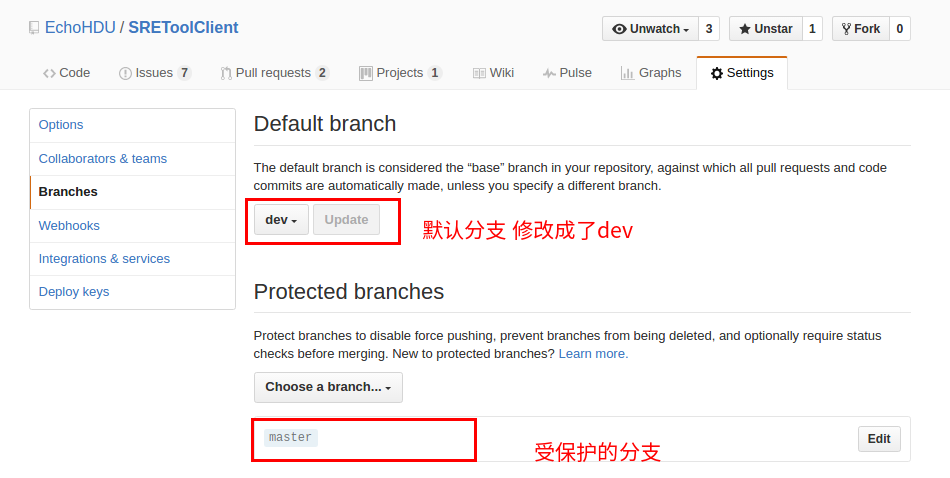 EchoHDU / SREToolClient
Unwatch 3 Unstar 1 Fork 0
Code Issues 7 Pull requests 2 Projects 1 Wiki Pulse Graphs Settings
Options
Collaborators & teams
Branches
Webhooks
Integrations & services
Deploy keys
Default branch
The default branch is considered the “base” branch in your repository, against which all pull requests and code
commits are automatically made, unless you specify a different branch.
dev Update
默认分支 修改成了dev
Protected branches
Protect branches to disable force pushing, prevent branches from being deleted, and optionally require status
checks before merging. New to protected branches? Learn more.
Choose a branch...
master
受保护的分支
Edit